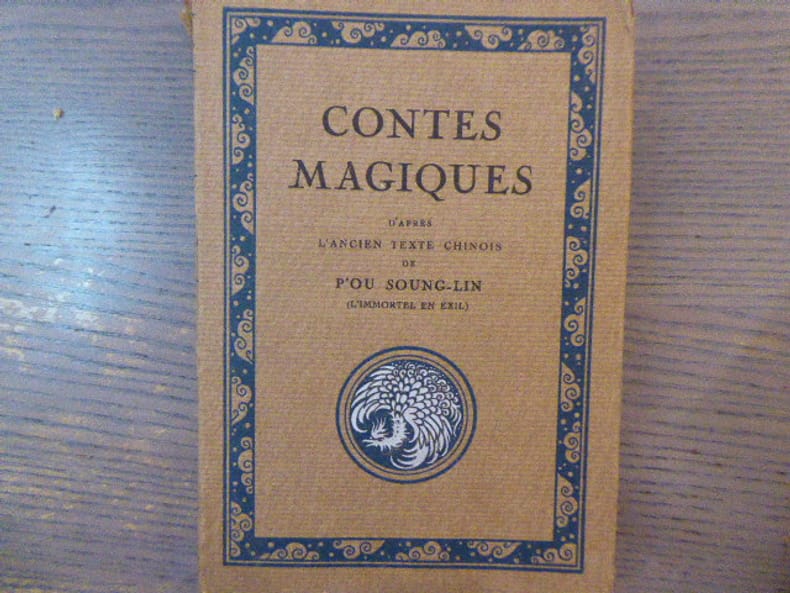 CONTES
MAGIQUES
D'APRÈS
L'ANCIEN TEXTE CHINOIS
DE
P'OU SOUNG-LIN
(L'IMMORTEL EN EXIL)